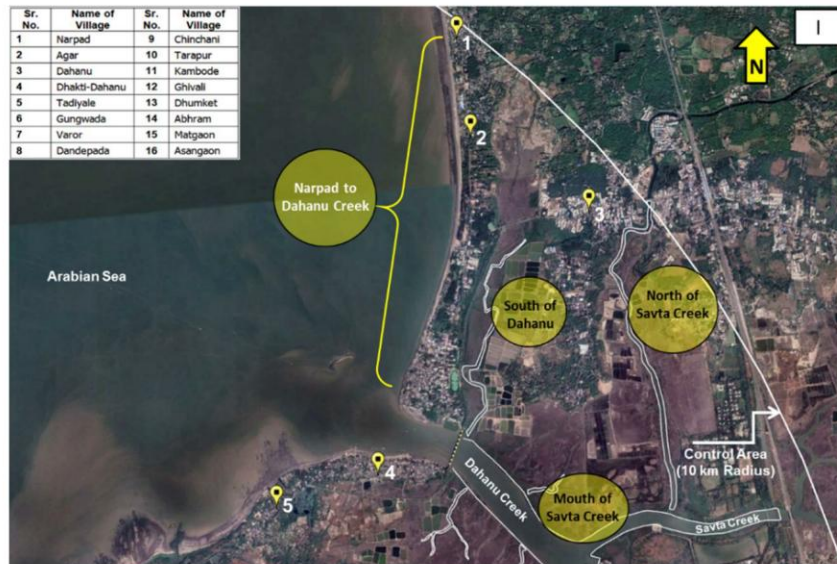 Sr. No. Name of Village Sr. No. Name of Village
1 Narpad 9 Chinchani
2 Agar 10 Tarapur
3 Dahanu 11 Kambode
4 Dhakti-Dahanu 12 Ghivali
5 Tadiyale 13 Dhumket
6 Gungwada 14 Abhram
7 Varor 15 Matgaon
8 Dandepada 16 Asangaon
I
N
1
2
Narpad to
Dahanu Creek
3
Arabian Sea
South of
Dahanu
North of
Savta Creek
Control Area
(10 km Radius)
4
5
Dahanu Creek
Mouth of
Savta Creek
Savta Creek